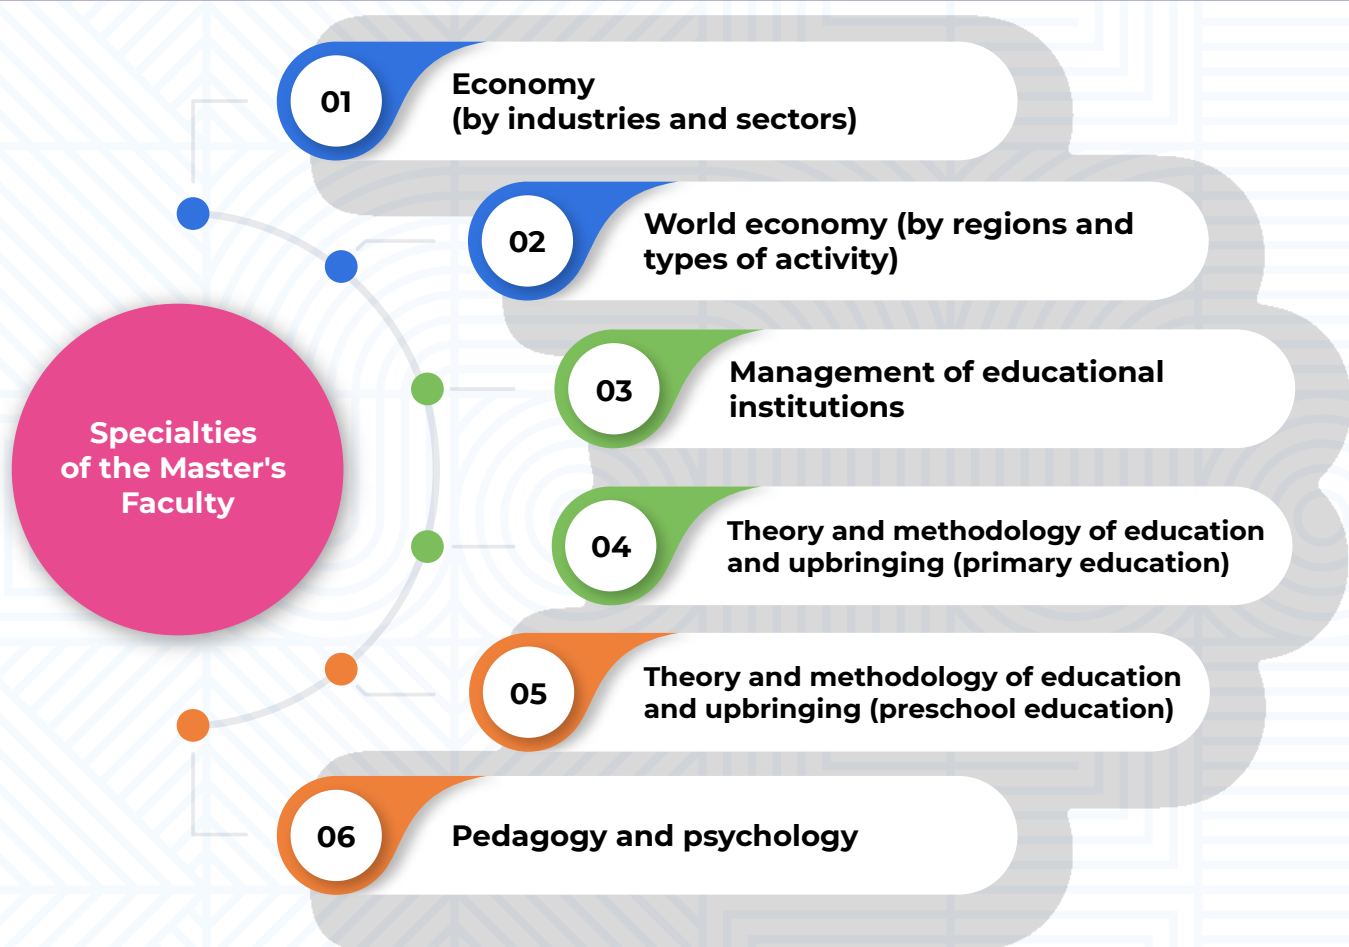 01
Economy
(by industries and sectors)
02
World economy (by regions and
types of activity)
03
Management of educational
institutions
Specialties
of the Master's
Faculty
04
Theory and methodology of education
and upbringing (primary education)
05
Theory and methodology of education
and upbringing (preschool education)
06
Pedagogy and psychology